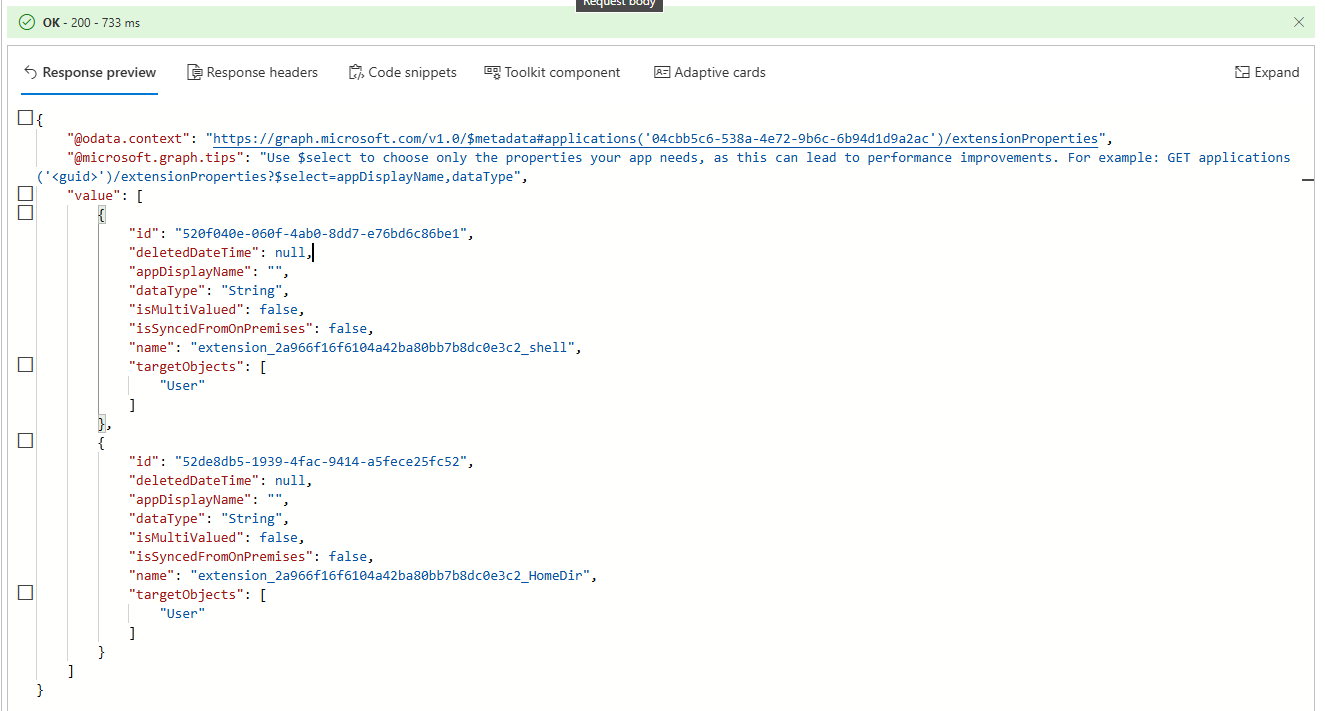 Request body
OK - 200 - 733 ms
Response preview Response headers Code snippets Toolkit component Adaptive cards Expand
{
"@odata.context": "https://graph.microsoft.com/v1.0/$metadata#applications('04cbb5c6-538a-4e72-9b6c-6b94d1d9a2ac')/extensionProperties",
"@microsoft.graph.tips": "Use $select to choose only the properties your app needs, as this can lead to performance improvements. For example: GET applications
('<guid>')/extensionProperties?$select=appDisplayName,dataType",
"value": [
{
"id": "520f040e-060f-4ab0-8dd7-e76bd6c86be1",
"deletedDateTime": null,
"appDisplayName": "",
"dataType": "String",
"isMultiValued": false,
"isSyncedFromOnPremises": false,
"name": "extension_2a966f16f6104a42ba80bb7b8dc0e3c2_shell",
"targetObjects": [
"User"
]
},
{
"id": "52de8db5-1939-4fac-9414-a5fece25fc52",
"deletedDateTime": null,
"appDisplayName": "",
"dataType": "String",
"isMultiValued": false,
"isSyncedFromOnPremises": false,
"name": "extension_2a966f16f6104a42ba80bb7b8dc0e3c2_HomeDir",
"targetObjects": [
"User"
]
}
]
}